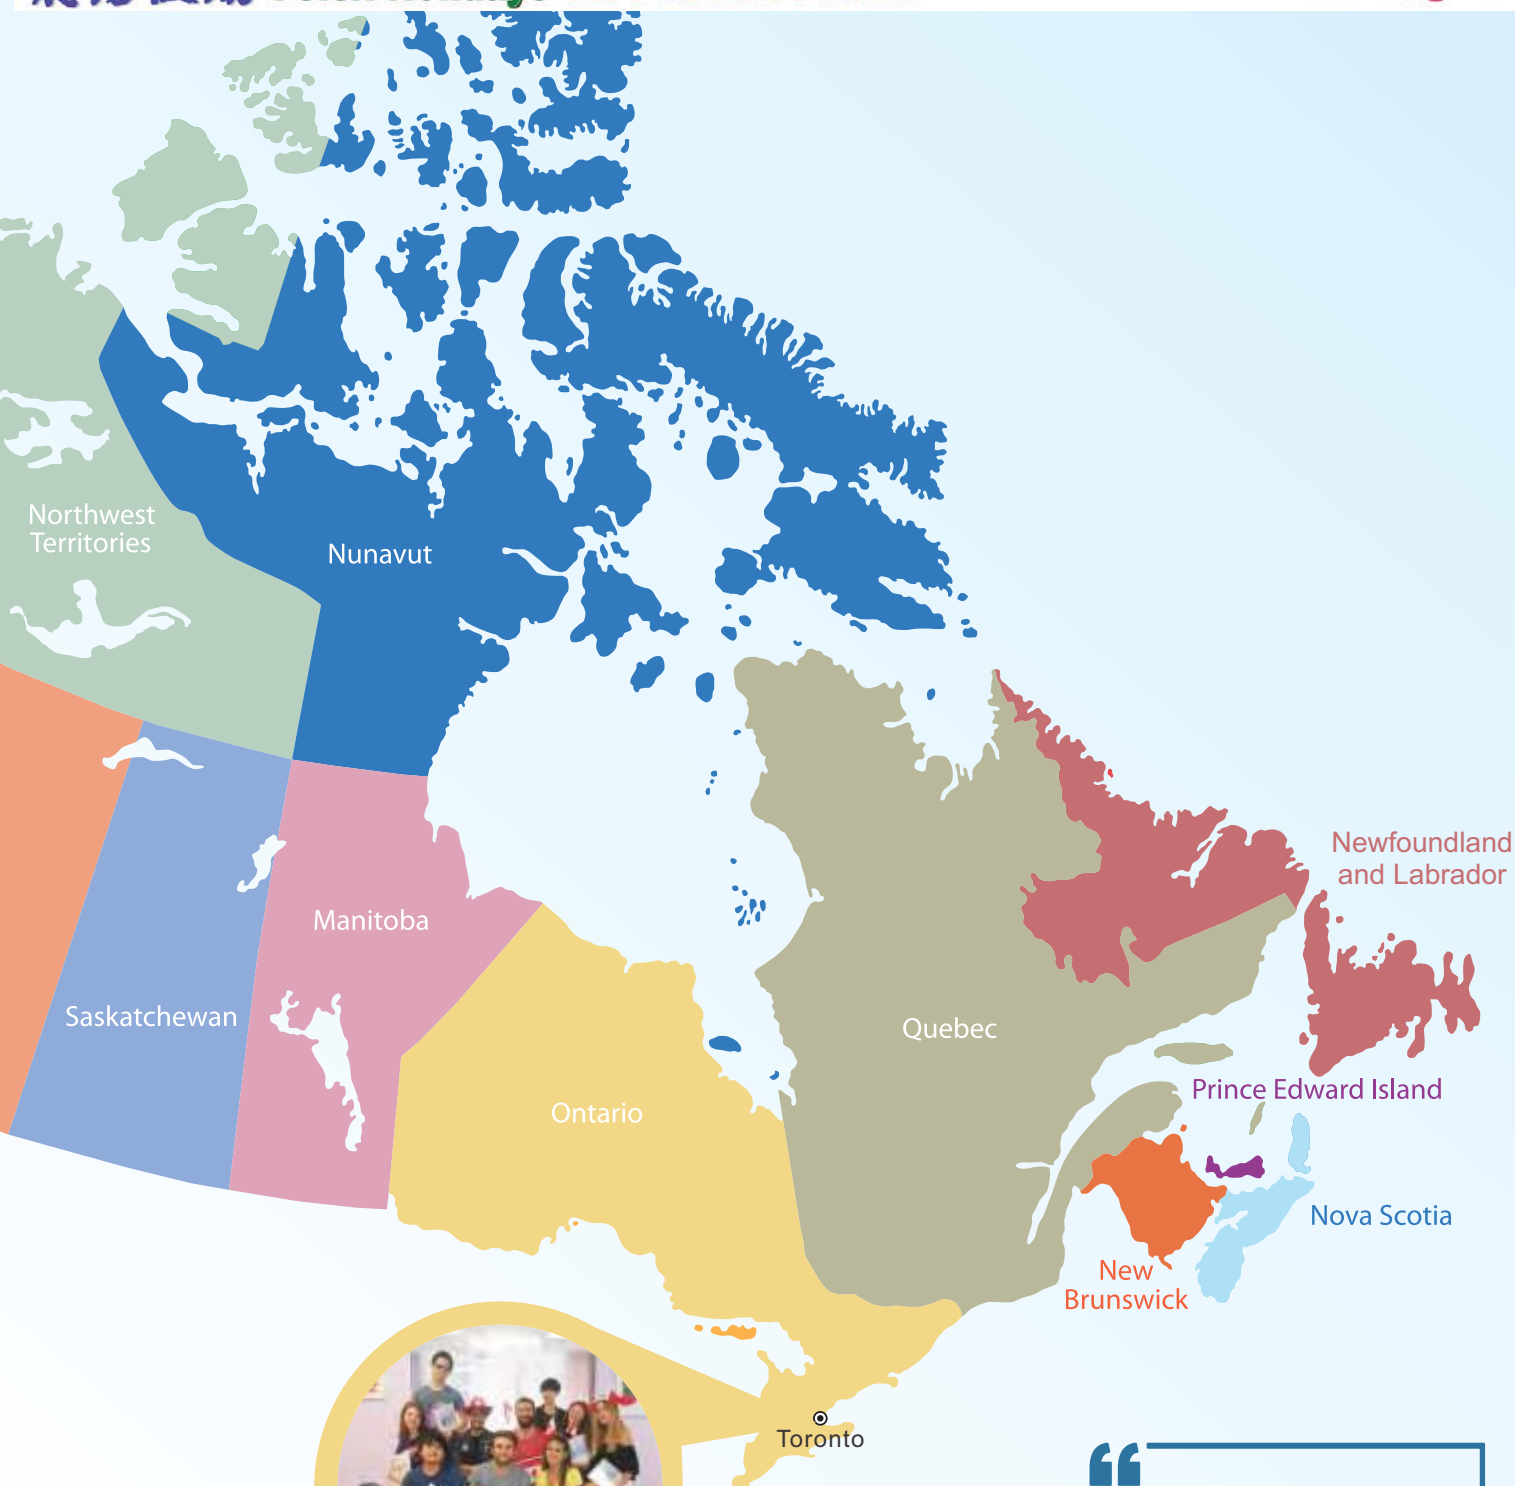 Northwest
Territories
Nunavut
Newfoundland
and Labrador
Manitoba
Saskatchewan
Quebec
Prince Edward Island
Ontario
Nova Scotia
New
Brunswick
Toronto
“